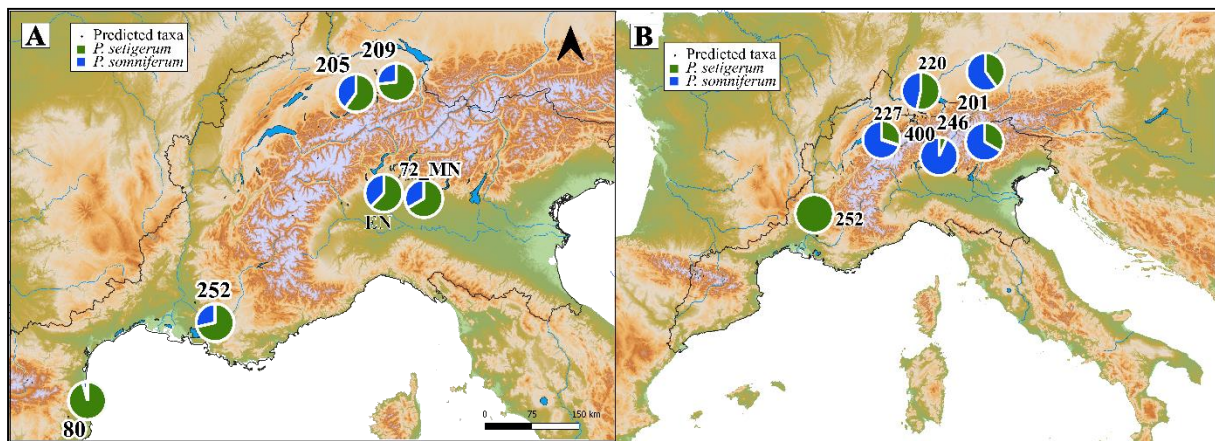 A
Predicted taxa
P. setigerum
P. somniferum
209
205
72_MN
EN
252
80
0 75 150 km
B
Predicted taxa
P. setigerum
P. somniferum
220
201
227
400 246
252